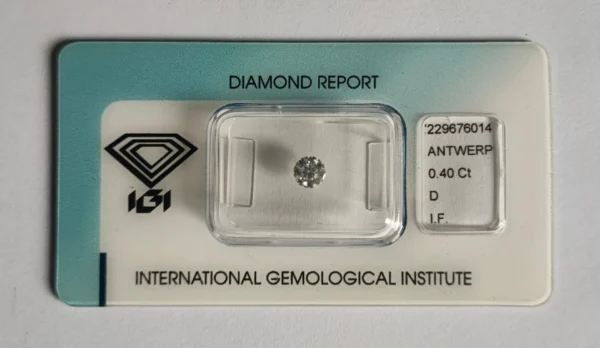 DIAMOND REPORT
IGI
'229676014
ANTWERP
0.40 Ct
D
I.F.
INTERNATIONAL GEMOLOGICAL INSTITUTE